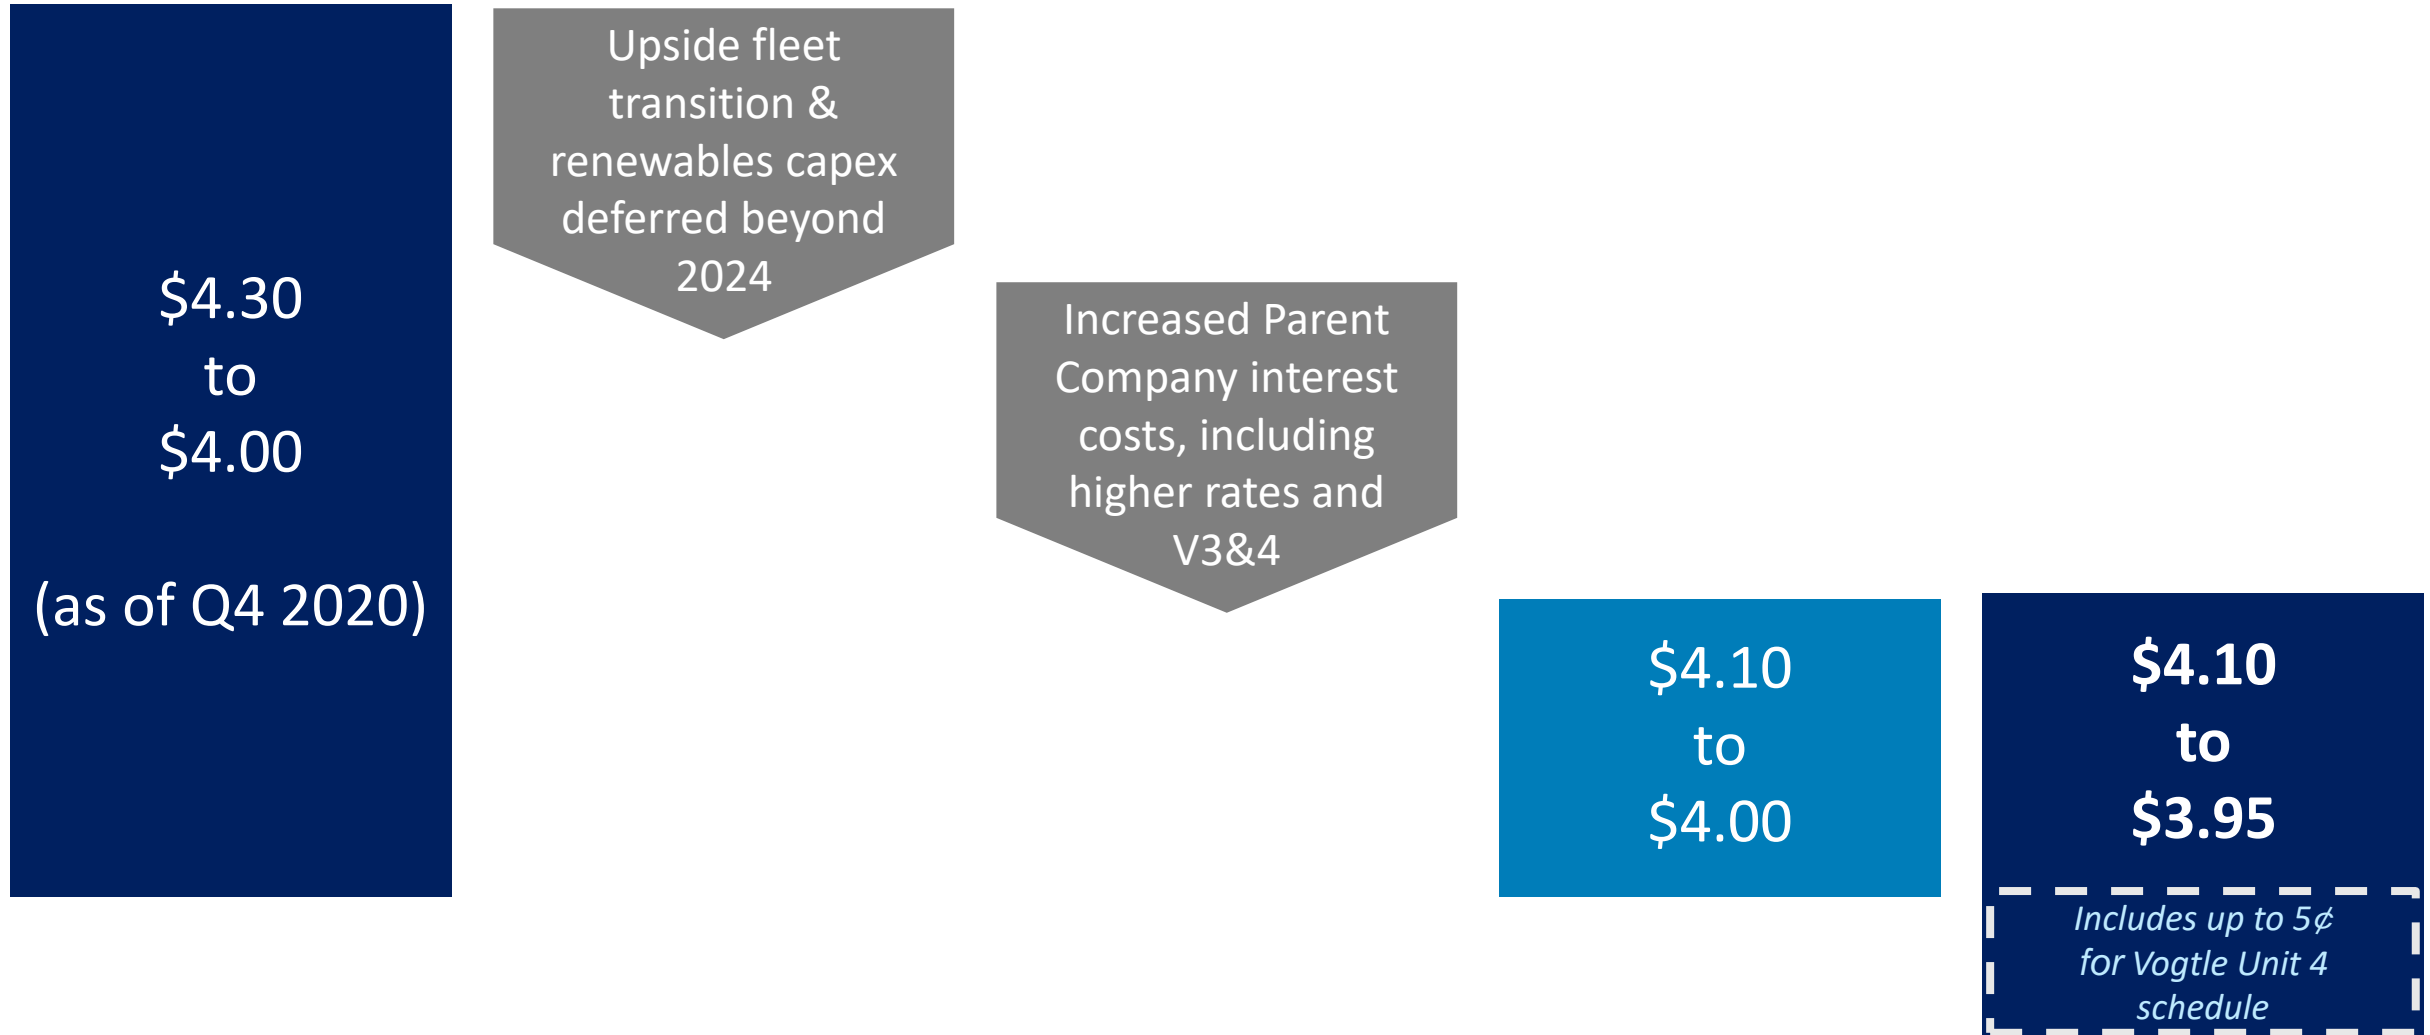 $4.30
to
$4.00
(as of Q4 2020)
Upside fleet
transition &
renewables capex
deferred beyond
2024
Increased Parent
Company interest
costs, including
higher rates and
V3&4
$4.10
to
$4.00
$4.10
to
$3.95
Includes up to 5¢
for Vogtle Unit 4
schedule